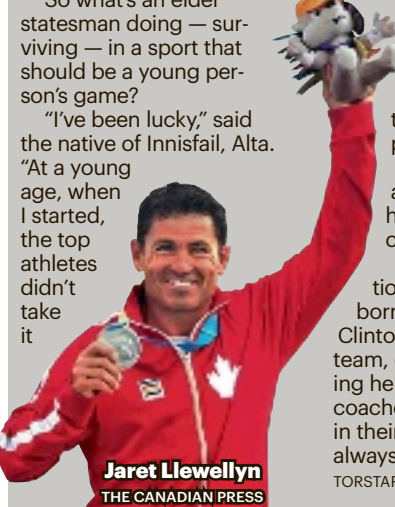 So what's an elder
statesman doing — sur-
viving — in a sport that
should be a young per-
son's game?
“I've been lucky,” said
the native of Innisfail, Alta.
“At a young
age, when
I started,
the top
athletes
didn't
take
it
born
Clinto
team,
ing he
coache
in their
always
TORSTAR
Jaret Llewellyn
THE CANADIAN PRESS